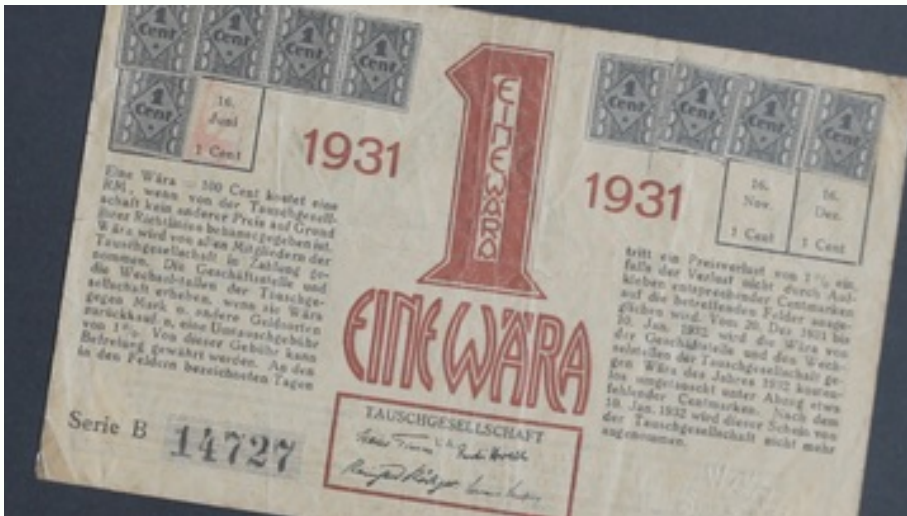 1 Cent
1 Cent
1 Cent
1 Cent
1 Cent
16.
Juni
1 Cent
1931
Eine Wära = 100 Cent kostet eine
RM., wenn von der Tauschgesell-
schaft kein anderer Preis auf Grund
ihrer Richtlinien bekanntgegeben ist.
Wära wird von allen Mitgliedern der
Tauschgesellschaft in Zahlung ge-
nommen. Die Geschäftsstelle und
die Wechselstellen der Tauschge-
sellschaft erheben, wenn sie Wära
gegen Mark o. andere Geldsorten
zurückkauf.n, eine Umtauschgebühr
von 1%. Von dieser Gebühr kann
Befreiung gewährt werden. An den
in den Feldern bezeichneten Tagen
Serie B 14727
1
EINE WÄRA
EINE WÄRA
TAUSCHGESELLSCHAFT
1 Cent
1 Cent
1 Cent
1 Cent
16.
Nov.
1 Cent
16.
Dez.
1 Cent
1931
tritt ein Preisverlust von 1% ein,
falls der Verlust nicht durch Auf-
kleben entsprechender Centmarken
auf die betreffenden Felder ausge-
glichen wird. Vom 20. Dez. 1931 bis
10. Jan. 1932 wird die Wära von
der Geschäftsstelle und den Wech-
selstellen der Tauschgesellschaft ge-
gen Wära des Jahres 1932 kosten-
los umgetauscht unter Abzug etwa
fehlender Centmarken. Nach dem
10. Jan. 1932 wird dieser Schein von
der Tauschgesellschaft nicht mehr
angenommen.